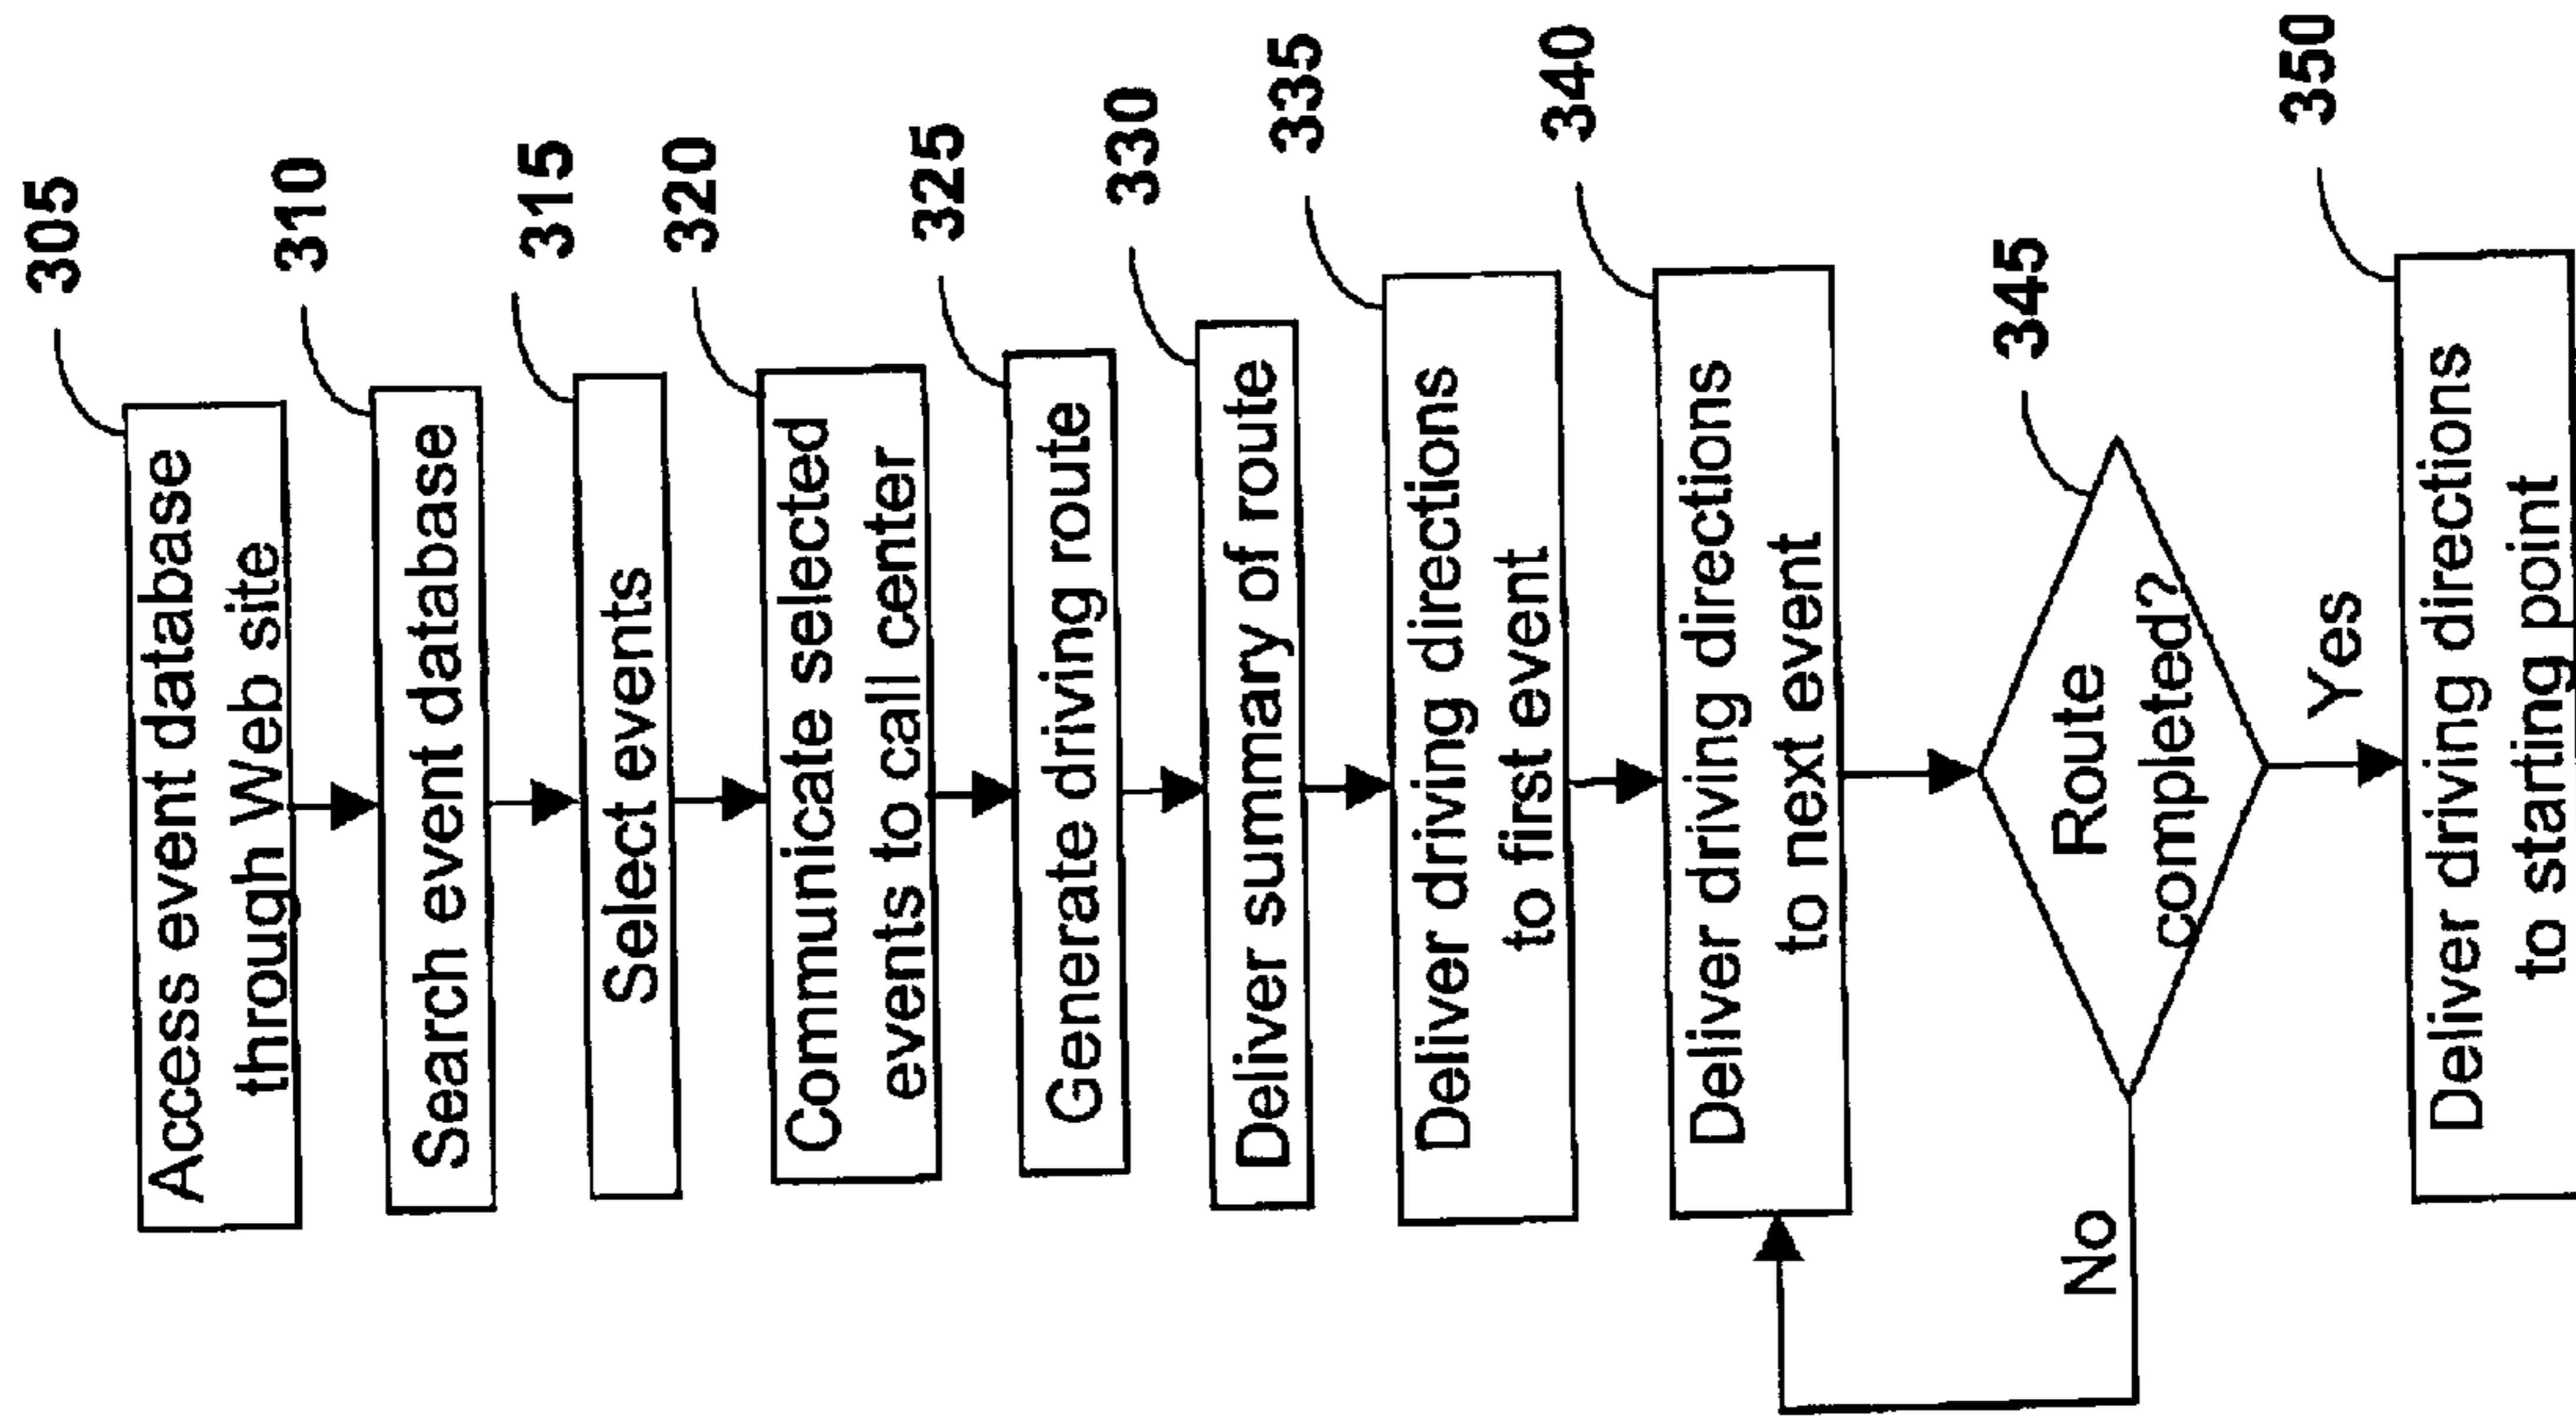 305
Access event database
through Web site
310
Search event database
315
Select events
320
Communicate selected
events to call center
325
Generate driving route
330
Deliver summary of route
335
Deliver driving directions
to first event
340
Deliver driving directions
to next event
345
Route
completed?
No
Yes
350
Deliver driving directions
to starting point